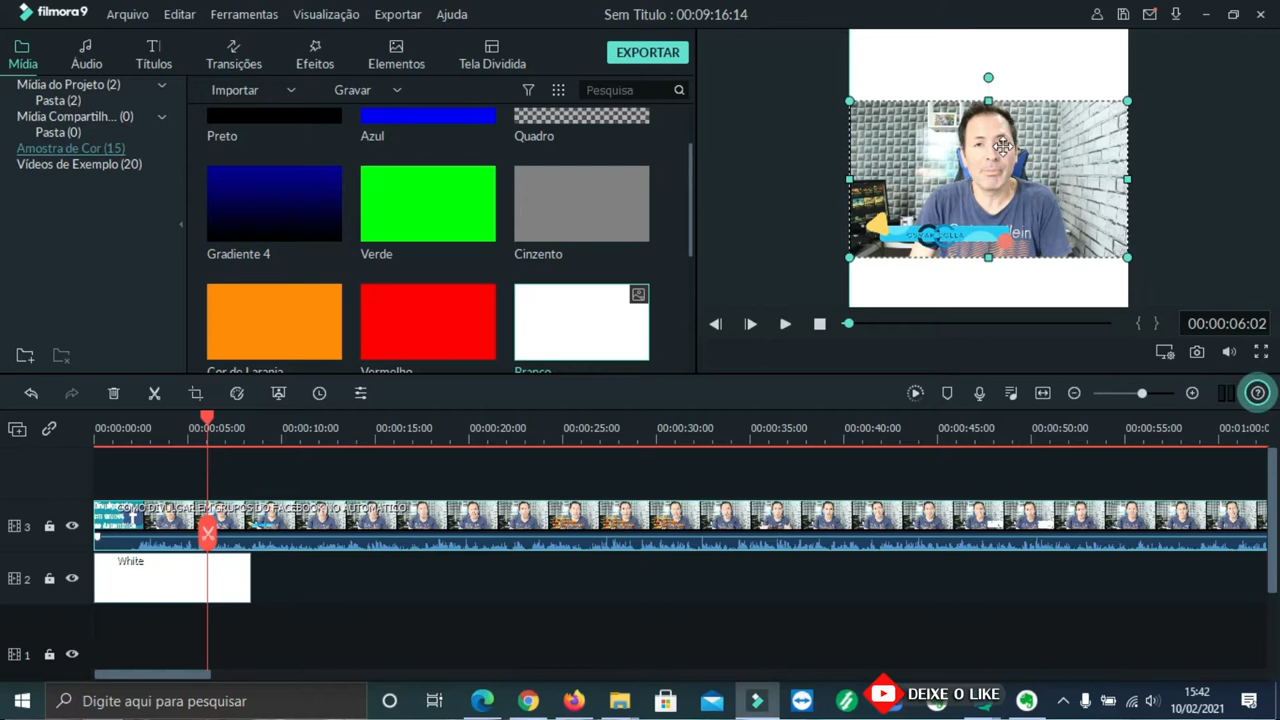 filmora9 Arquivo Editar Ferramentas Visualização Exportar Ajuda Sem Título : 00:09:16:14
Mídia Áudio Títulos Transições Efeitos Elementos Tela Dividida EXPORTAR
Mídia do Projeto (2)
Pasta (2)
Mídia Compartilh... (0)
Pasta (0)
Amostra de Cor (15)
Vídeos de Exemplo (20)
Importar Gravar Pesquisa
Preto Azul Quadro
Gradiente 4 Verde Cinzento
Cor de Laranja Vermelho Branco
00:00:06:02
00:00:00:00 00:00:05:00 00:00:10:00 00:00:15:00 00:00:20:00 00:00:25:00 00:00:30:00 00:00:35:00 00:00:40:00 00:00:45:00 00:00:50:00 00:00:55:00 00:01:00:0
COMO DIVULGAR EM GRUPOS DO FACEBOOK NO AUTOMATICO
3
White
2
1
Digite aqui para pesquisar
DEIXE O LIKE
15:42
10/02/2021